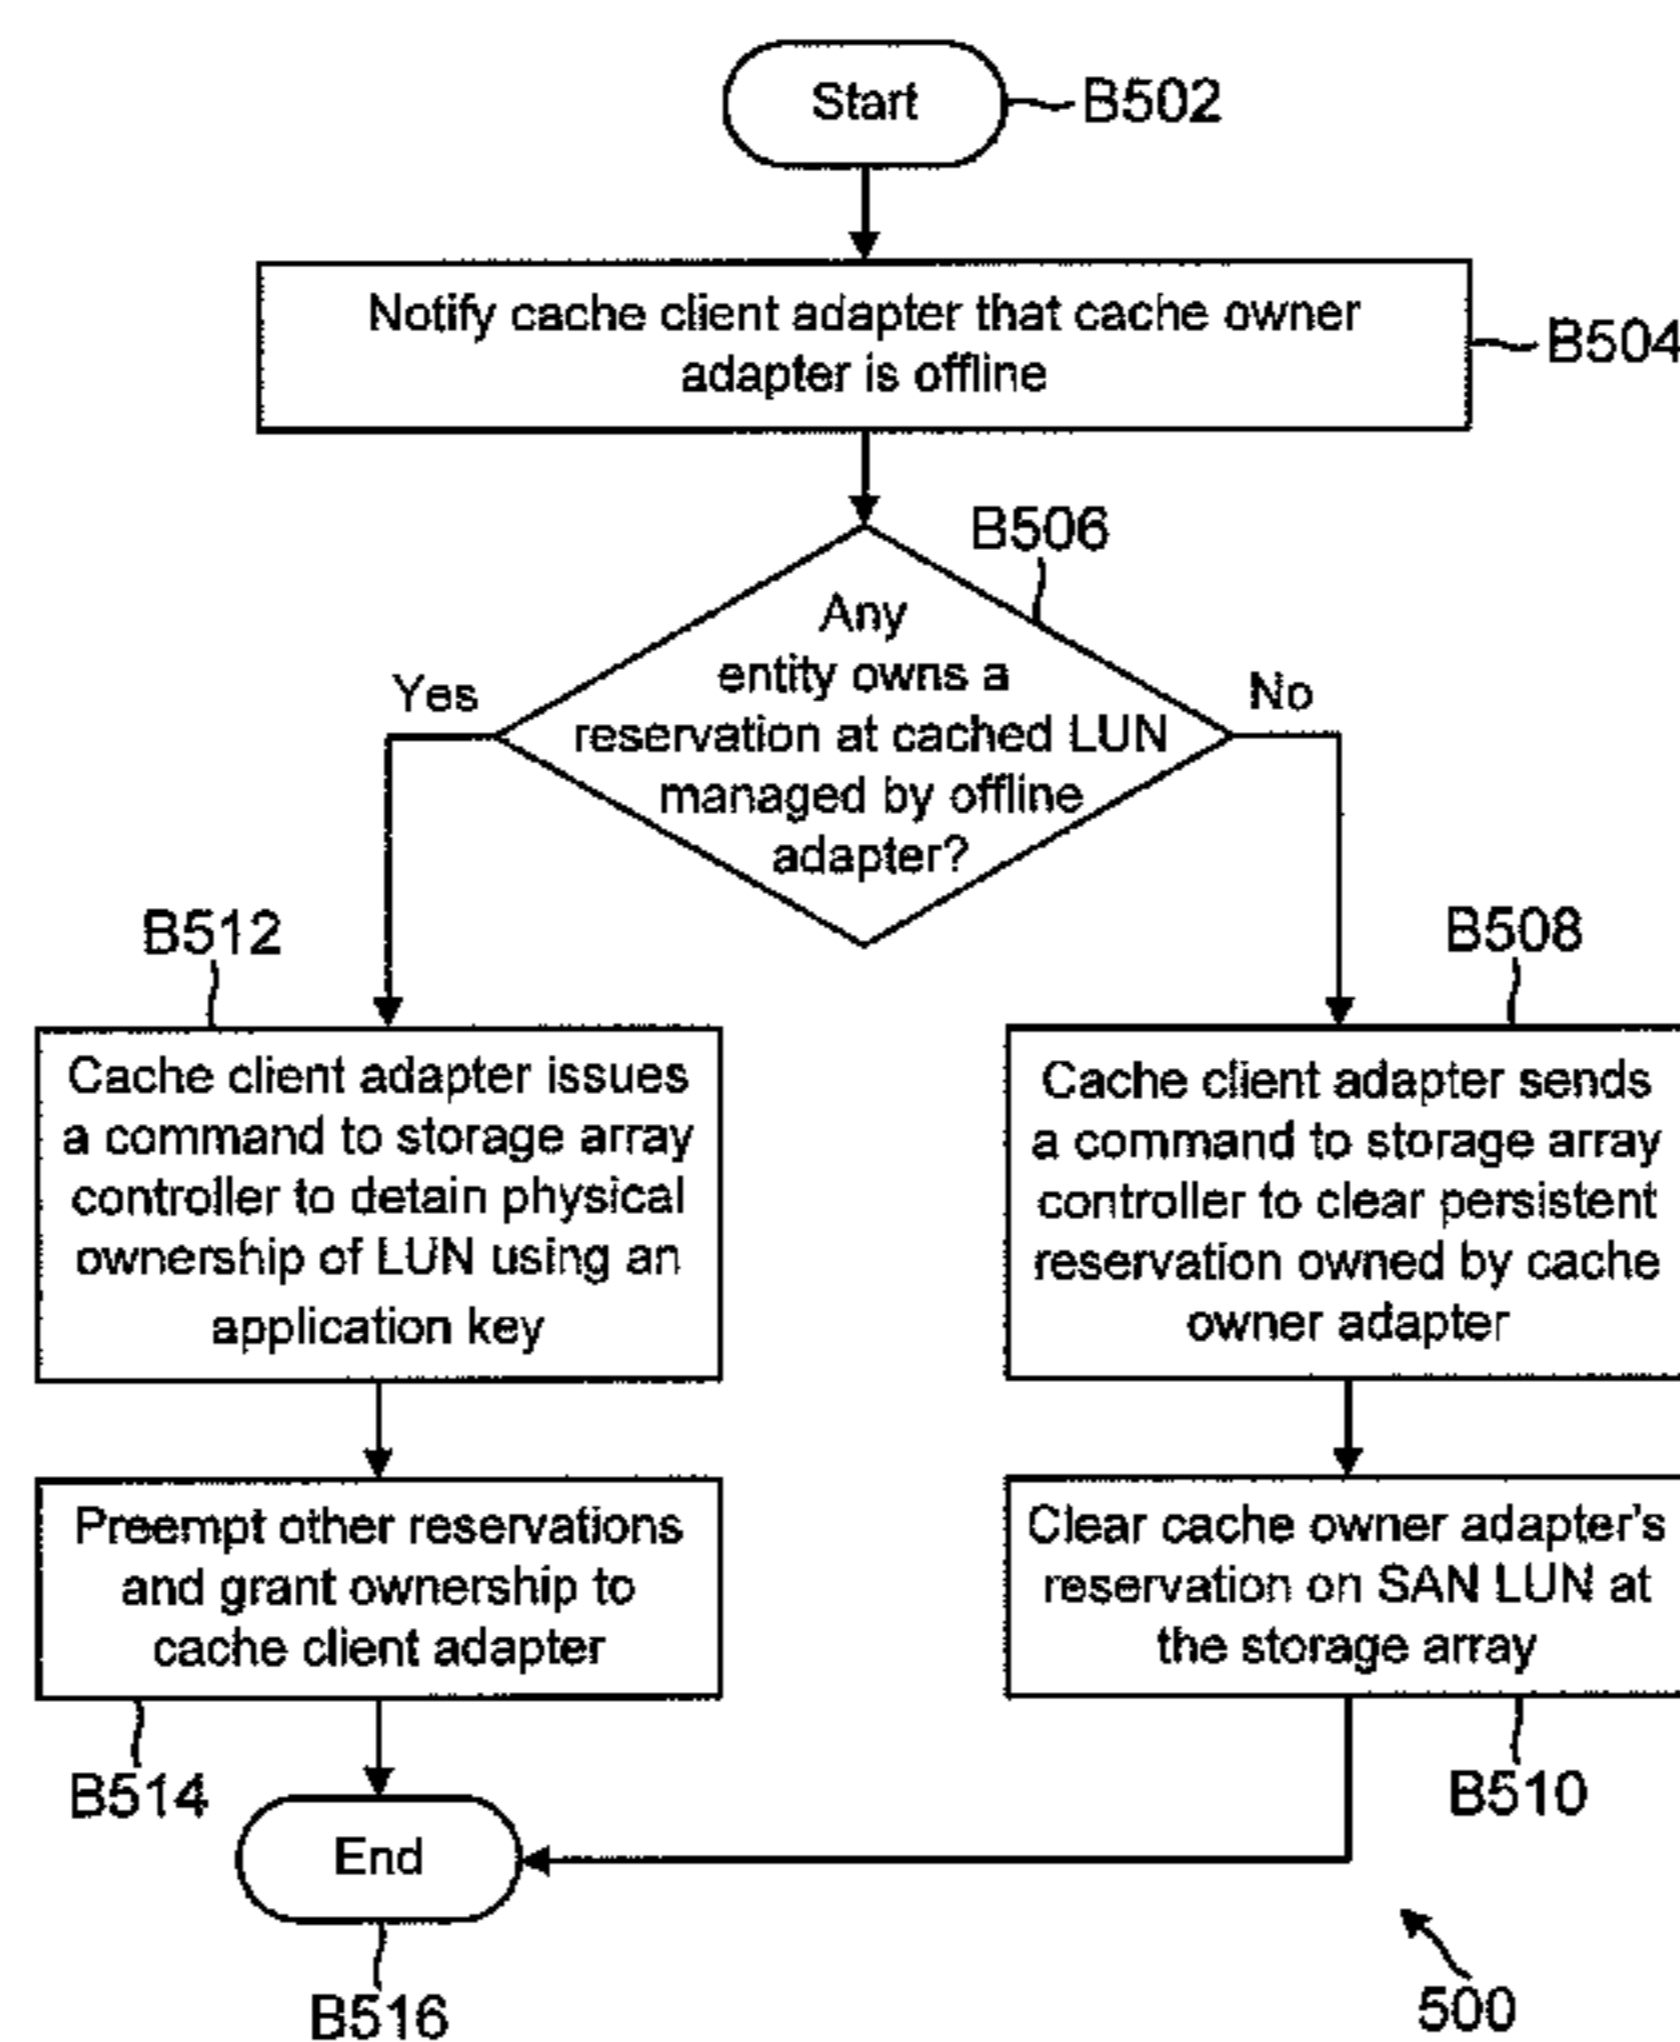 Start
B502
Notify cache client adapter that cache owner
adapter is offline
B504
B506
Any
entity owns a
reservation at cached LUN
managed by offline
adapter?
Yes
No
B512
B508
Cache client adapter issues
a command to storage array
controller to detain physical
ownership of LUN using an
application key
Cache client adapter sends
a command to storage array
controller to clear persistent
reservation owned by cache
owner adapter
Preempt other reservations
and grant ownership to
cache client adapter
Clear cache owner adapter's
reservation on SAN LUN at
the storage array
B514
B510
End
B516
500